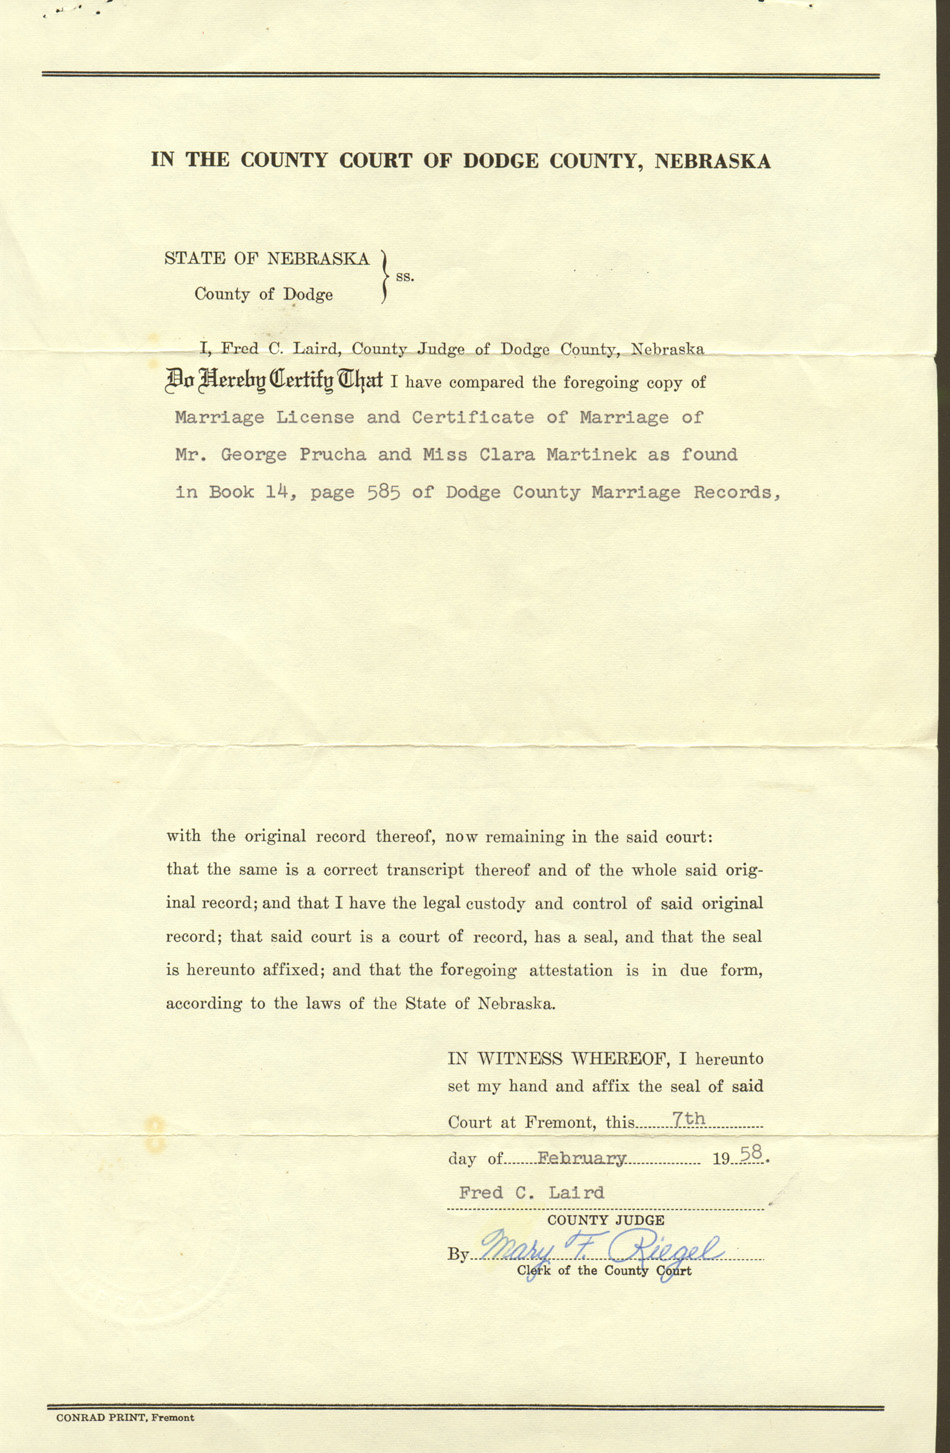 IN THE COUNTY COURT OF DODGE COUNTY, NEBRASKA
STATE OF NEBRASKA
County of Dodge
} ss.
I, Fred C. Laird, County Judge of Dodge County, Nebraska
Do Hereby Certify That I have compared the foregoing copy of
Marriage License and Certificate of Marriage of
Mr. George Prucha and Miss Clara Martinek as found
in Book 14, page 585 of Dodge County Marriage Records,
with the original record thereof, now remaining in the said court:
that the same is a correct transcript thereof and of the whole said orig-
inal record; and that I have the legal custody and control of said original
record; that said court is a court of record, has a seal, and that the seal
is hereunto affixed; and that the foregoing attestation is in due form,
according to the laws of the State of Nebraska.
IN WITNESS WHEREOF, I hereunto
set my hand and affix the seal of said
Court at Fremont, this 7th
day of February 1958.
Fred C. Laird
COUNTY JUDGE
By Mary F. Riegel
Clerk of the County Court
CONRAD PRINT, Fremont